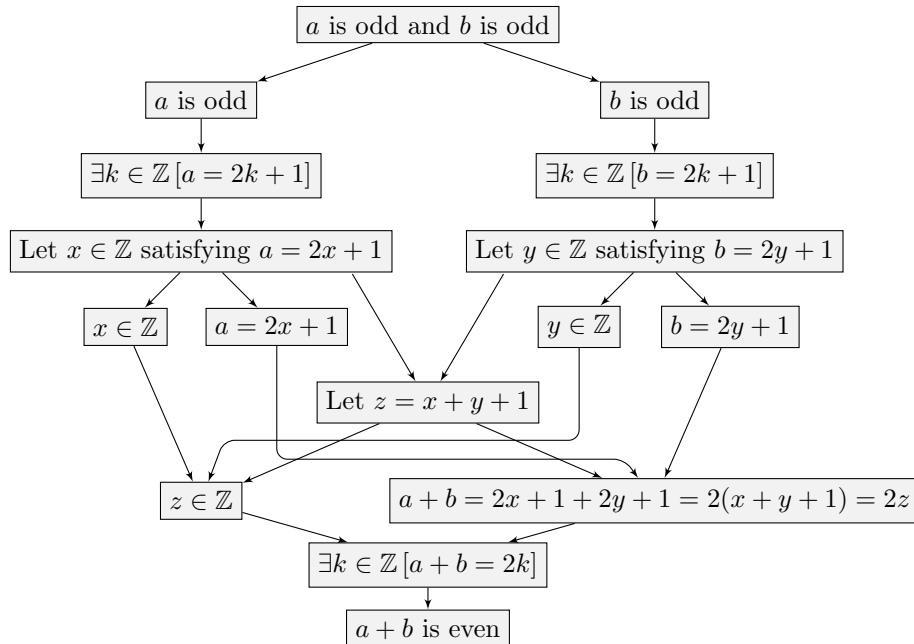 a is odd and b is odd
a is odd
b is odd
∃k ∈ ℤ [a = 2k + 1]
∃k ∈ ℤ [b = 2k + 1]
Let x ∈ ℤ satisfying a = 2x + 1
Let y ∈ ℤ satisfying b = 2y + 1
x ∈ ℤ
a = 2x + 1
y ∈ ℤ
b = 2y + 1
Let z = x + y + 1
z ∈ ℤ
a + b = 2x + 1 + 2y + 1 = 2(x + y + 1) = 2z
∃k ∈ ℤ [a + b = 2k]
a + b is even